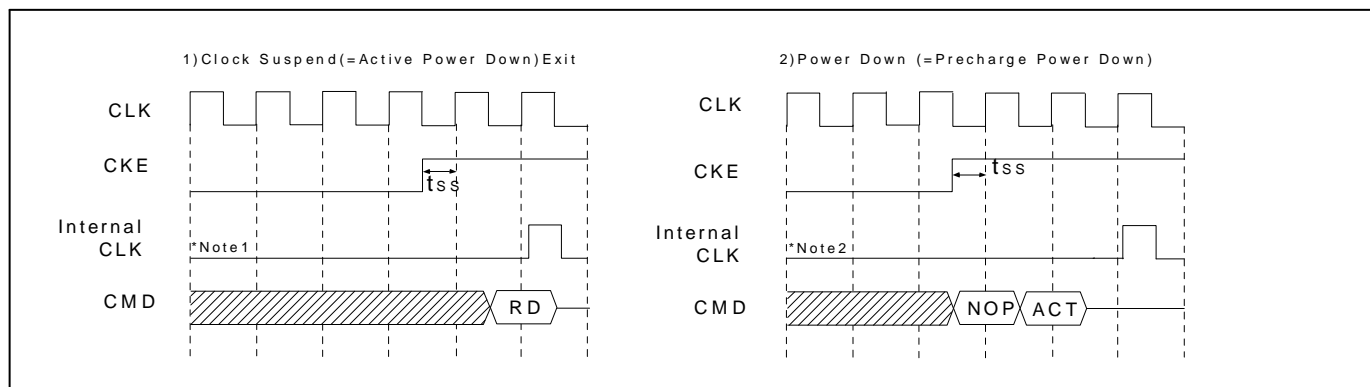 1)Clock Suspend(=Active Power Down)Exit
CLK
CKE
tss
Internal
CLK
*Note1
CMD
RD
2)Power Down (=Precharge Power Down)
CLK
CKE
tss
Internal
CLK
*Note2
CMD
NOP
ACT